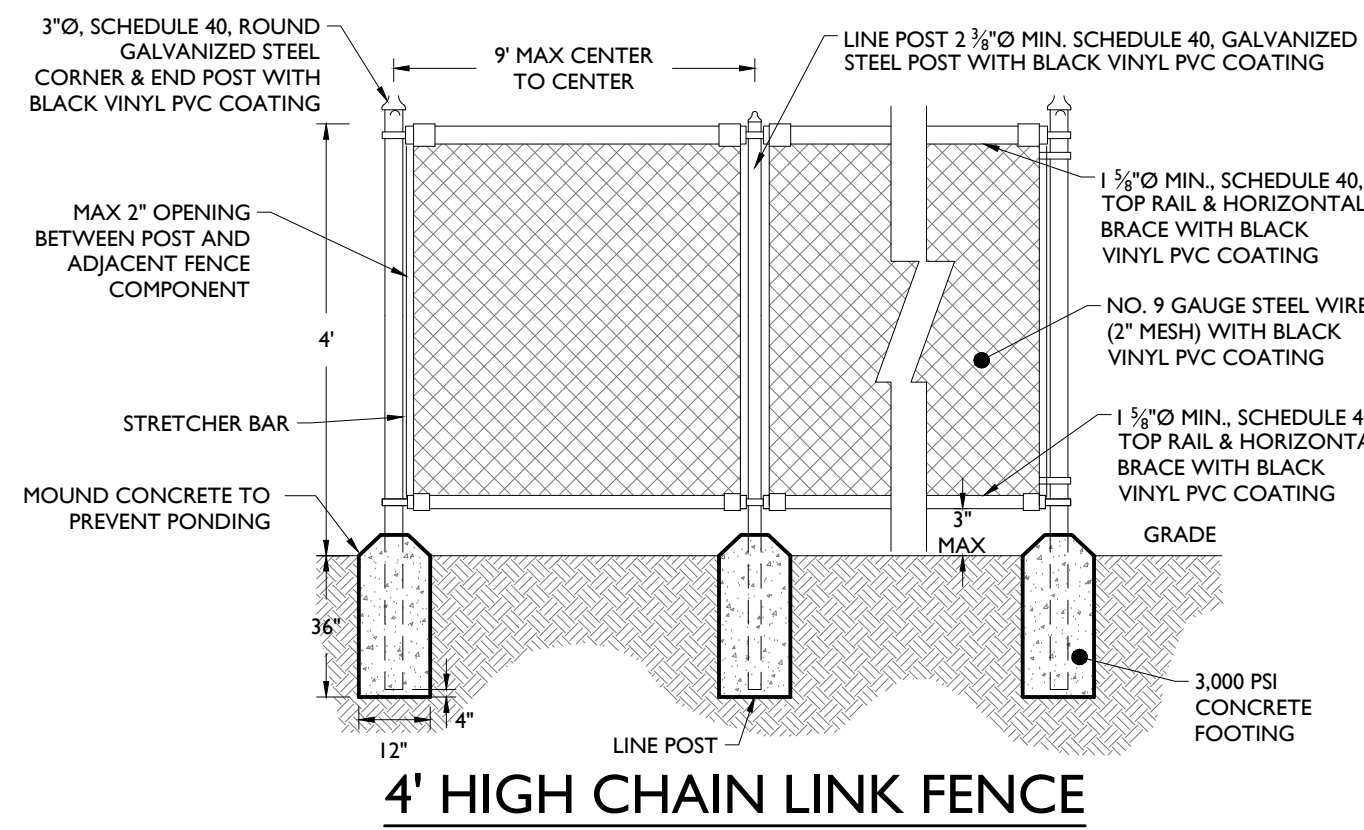 3"Ø, SCHEDULE 40, ROUND
GALVANIZED STEEL
CORNER & END POST WITH
BLACK VINYL PVC COATING
9' MAX CENTER
TO CENTER
LINE POST 2 3/8"Ø MIN. SCHEDULE 40, GALVANIZED
STEEL POST WITH BLACK VINYL PVC COATING
MAX 2" OPENING
BETWEEN POST AND
ADJACENT FENCE
COMPONENT
1 5/8"Ø MIN., SCHEDULE 40,
TOP RAIL & HORIZONTAL
BRACE WITH BLACK
VINYL PVC COATING
4'
NO. 9 GAUGE STEEL WIRE
(2" MESH) WITH BLACK
VINYL PVC COATING
STRETCHER BAR
1 5/8"Ø MIN., SCHEDULE 4
TOP RAIL & HORIZONTA
BRACE WITH BLACK
VINYL PVC COATING
MOUND CONCRETE TO
PREVENT PONDING
3"
MAX
GRADE
36"
4"
12"
LINE POST
3,000 PSI
CONCRETE
FOOTING
4' HIGH CHAIN LINK FENCE